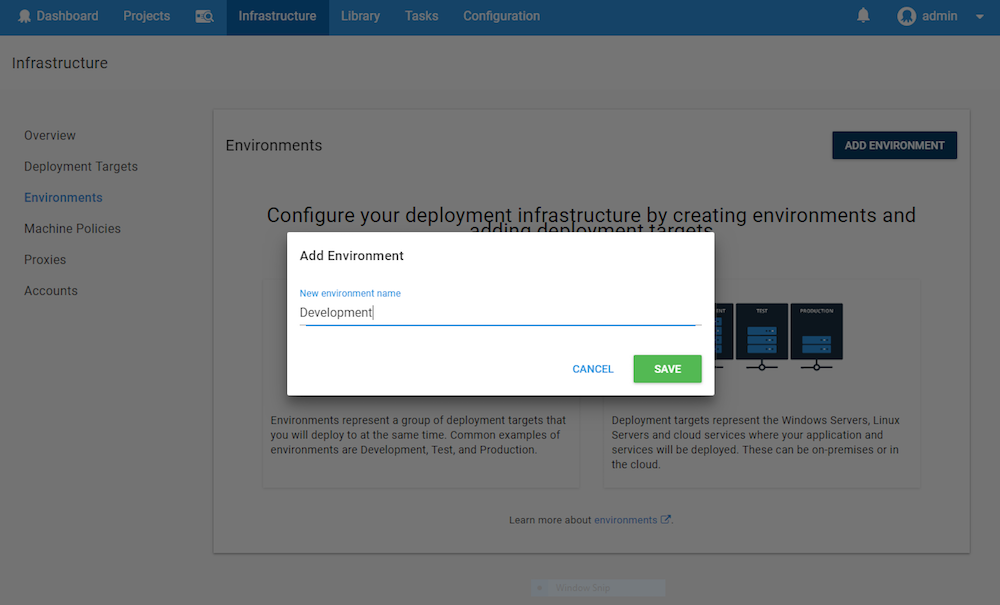 Dashboard Projects Infrastructure Library Tasks Configuration admin
Infrastructure
Overview
Deployment Targets
Environments
Machine Policies
Proxies
Accounts
Environments
ADD ENVIRONMENT
Configure your deployment infrastructure by creating environments and
adding deployment targets
Add Environment
New environment name
Development
CANCEL SAVE
TEST PRODUCTION
Environments represent a group of deployment targets that
you will deploy to at the same time. Common examples of
environments are Development, Test, and Production.
Deployment targets represent the Windows Servers, Linux
Servers and cloud services where your application and
services will be deployed. These can be on-premises or in
the cloud.
Learn more about environments.
Window Snip